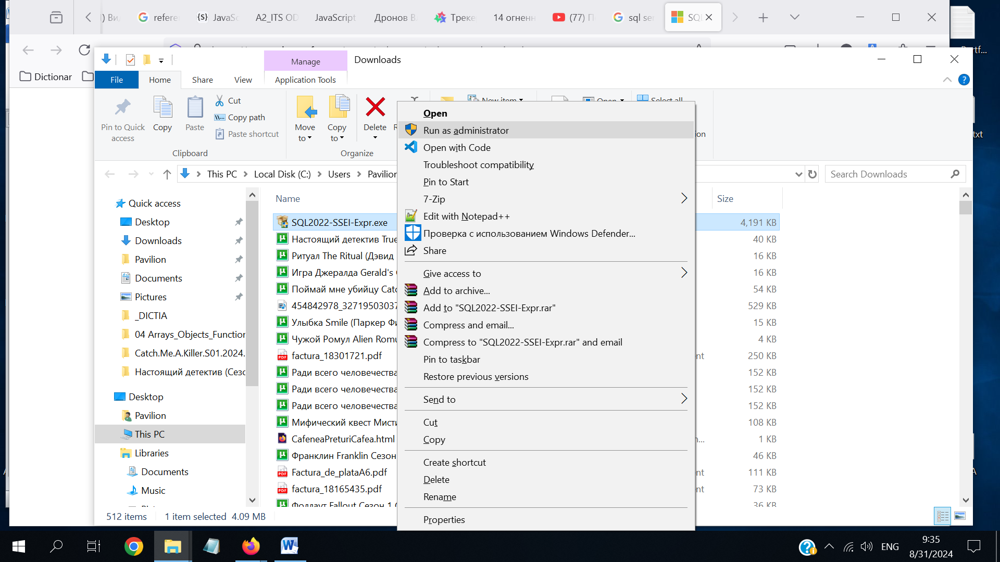 refere
JavaSc
A2_ITS OD
JavaScript
Дронов В
Треке
14 огненн
(77) П
sql se
SQL
Dictionar
Manage
Downloads
File
Home
Share
View
Application Tools
Pin to Quick access
Copy
Paste
Cut
Copy path
Paste shortcut
Clipboard
Move to
Copy to
Delete
Organize
New item
Open
Select all
This PC
Local Disk (C:)
Users
Pavilion
Search Downloads
Quick access
Desktop
Downloads
Pavilion
Documents
Pictures
_DICTIA
04 Arrays_Objects_Function
Catch.Me.A.Killer.S01.2024.
Настоящий детектив (Сезо
Desktop
Pavilion
This PC
Libraries
Documents
Music
Name
Size
SQL2022-SSEI-Expr.exe 4,191 KB
Настоящий детектив True 40 KB
Ритуал The Ritual (Дэвид 16 KB
Игра Джеральда Gerald's 16 KB
Поймай мне убийцу Catc 54 KB
454842978_32719503037 529 KB
Улыбка Smile (Паркер Фи 15 KB
Чужой Ромул Alien Romu 4 KB
factura_18301721.pdf nt 250 KB
Ради всего человечества 152 KB
Ради всего человечества 152 KB
Ради всего человечества 152 KB
Мифический квест Мисти 108 KB
CafeneaPreturiCafea.html 1 KB
Франклин Franklin Сезон 46 KB
Factura_de_plataA6.pdf nt 111 KB
factura_18165435.pdf nt 73 KB
Фоллаут Fallout Сезон 1 36 KB
Open
Run as administrator
Open with Code
Troubleshoot compatibility
Pin to Start
7-Zip
Edit with Notepad++
Проверка с использованием Windows Defender...
Share
Give access to
Add to archive...
Add to "SQL2022-SSEI-Expr.rar"
Compress and email...
Compress to "SQL2022-SSEI-Expr.rar" and email
Pin to taskbar
Restore previous versions
Send to
Cut
Copy
Create shortcut
Delete
Rename
Properties
512 items
1 item selected 4.09 MB
txt
ENG
9:35
8/31/2024